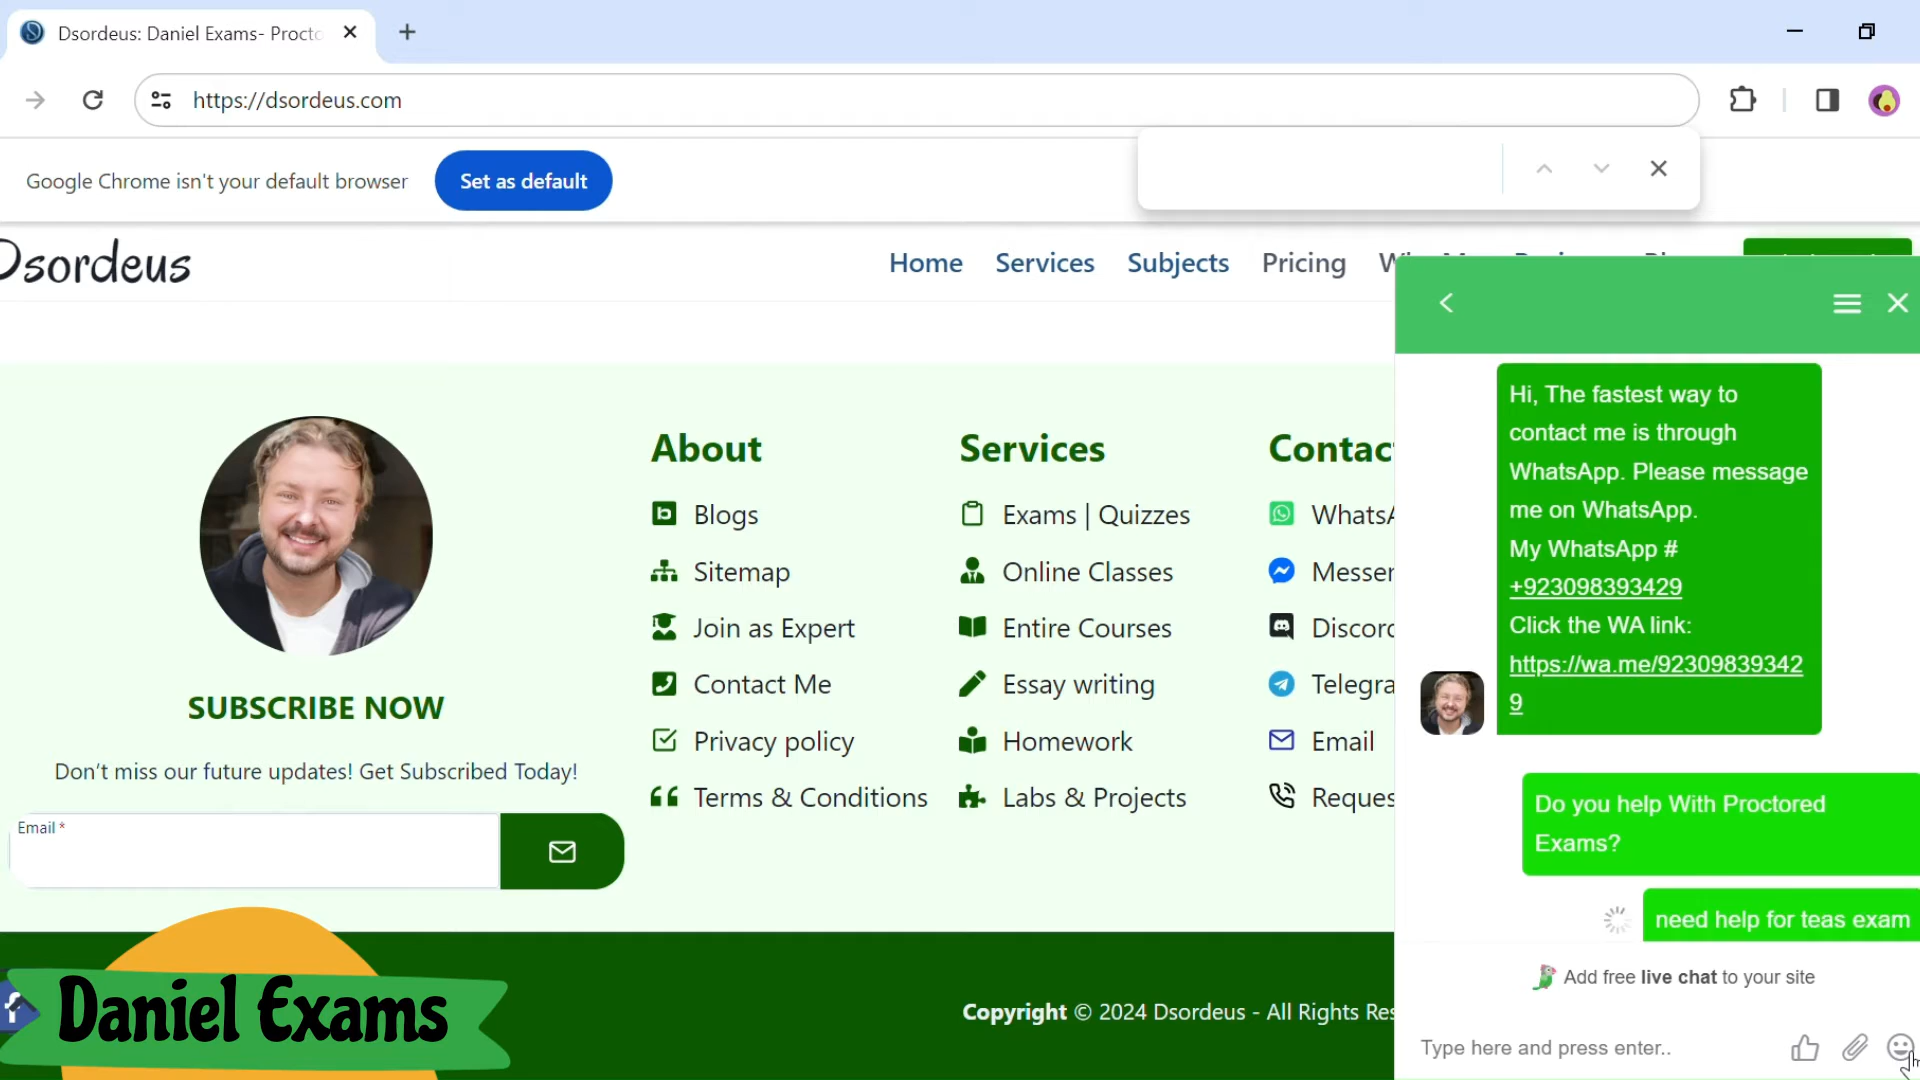 Dsordeus: Daniel Exams- Procto
https://dsordeus.com
Google Chrome isn't your default browser
Set as default
Dsordeus
Home Services Subjects Pricing
About
Blogs
Sitemap
Join as Expert
Contact Me
Privacy policy
Terms & Conditions
Services
Exams | Quizzes
Online Classes
Entire Courses
Essay writing
Homework
Labs & Projects
Contac
WhatsA
Messen
Discord
Telegra
Email
Reques
SUBSCRIBE NOW
Don't miss our future updates! Get Subscribed Today!
Email *
Hi, The fastest way to
contact me is through
WhatsApp. Please message
me on WhatsApp.
My WhatsApp #
+923098393429
Click the WA link:
https://wa.me/92309839342
9
Do you help With Proctored
Exams?
need help for teas exam
Add free live chat to your site
Type here and press enter..
Daniel Exams
Copyright © 2024 Dsordeus - All Rights Res